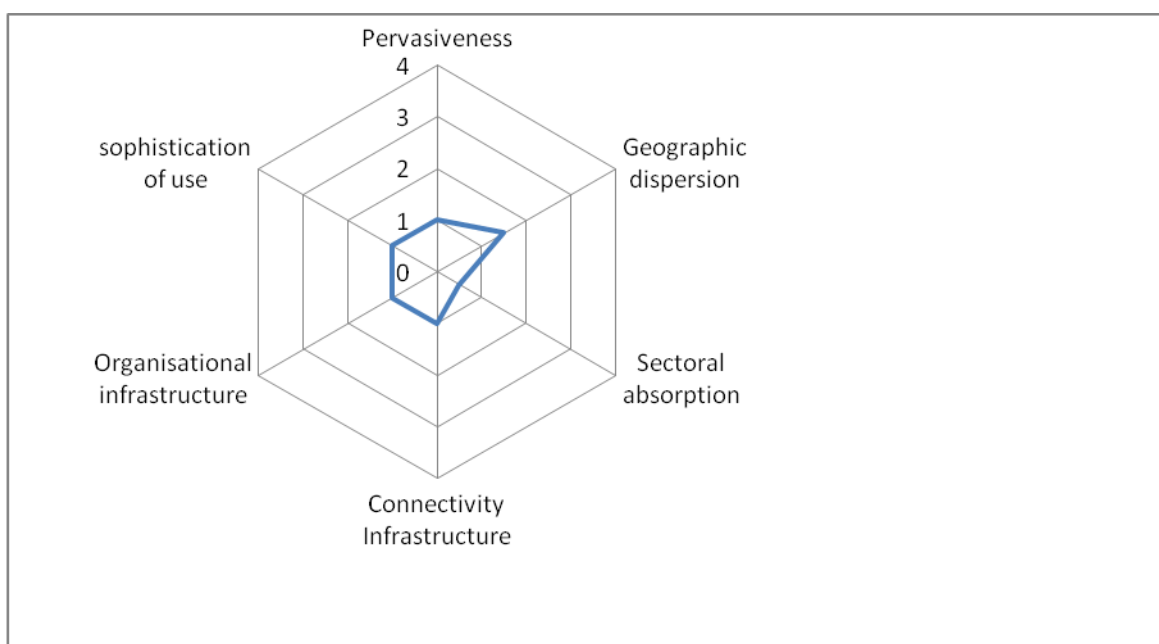 Pervasiveness
4
3
2
1
0
Geographic
dispersion
Sectoral
absorption
Connectivity
Infrastructure
Organisational
infrastructure
sophistication
of use